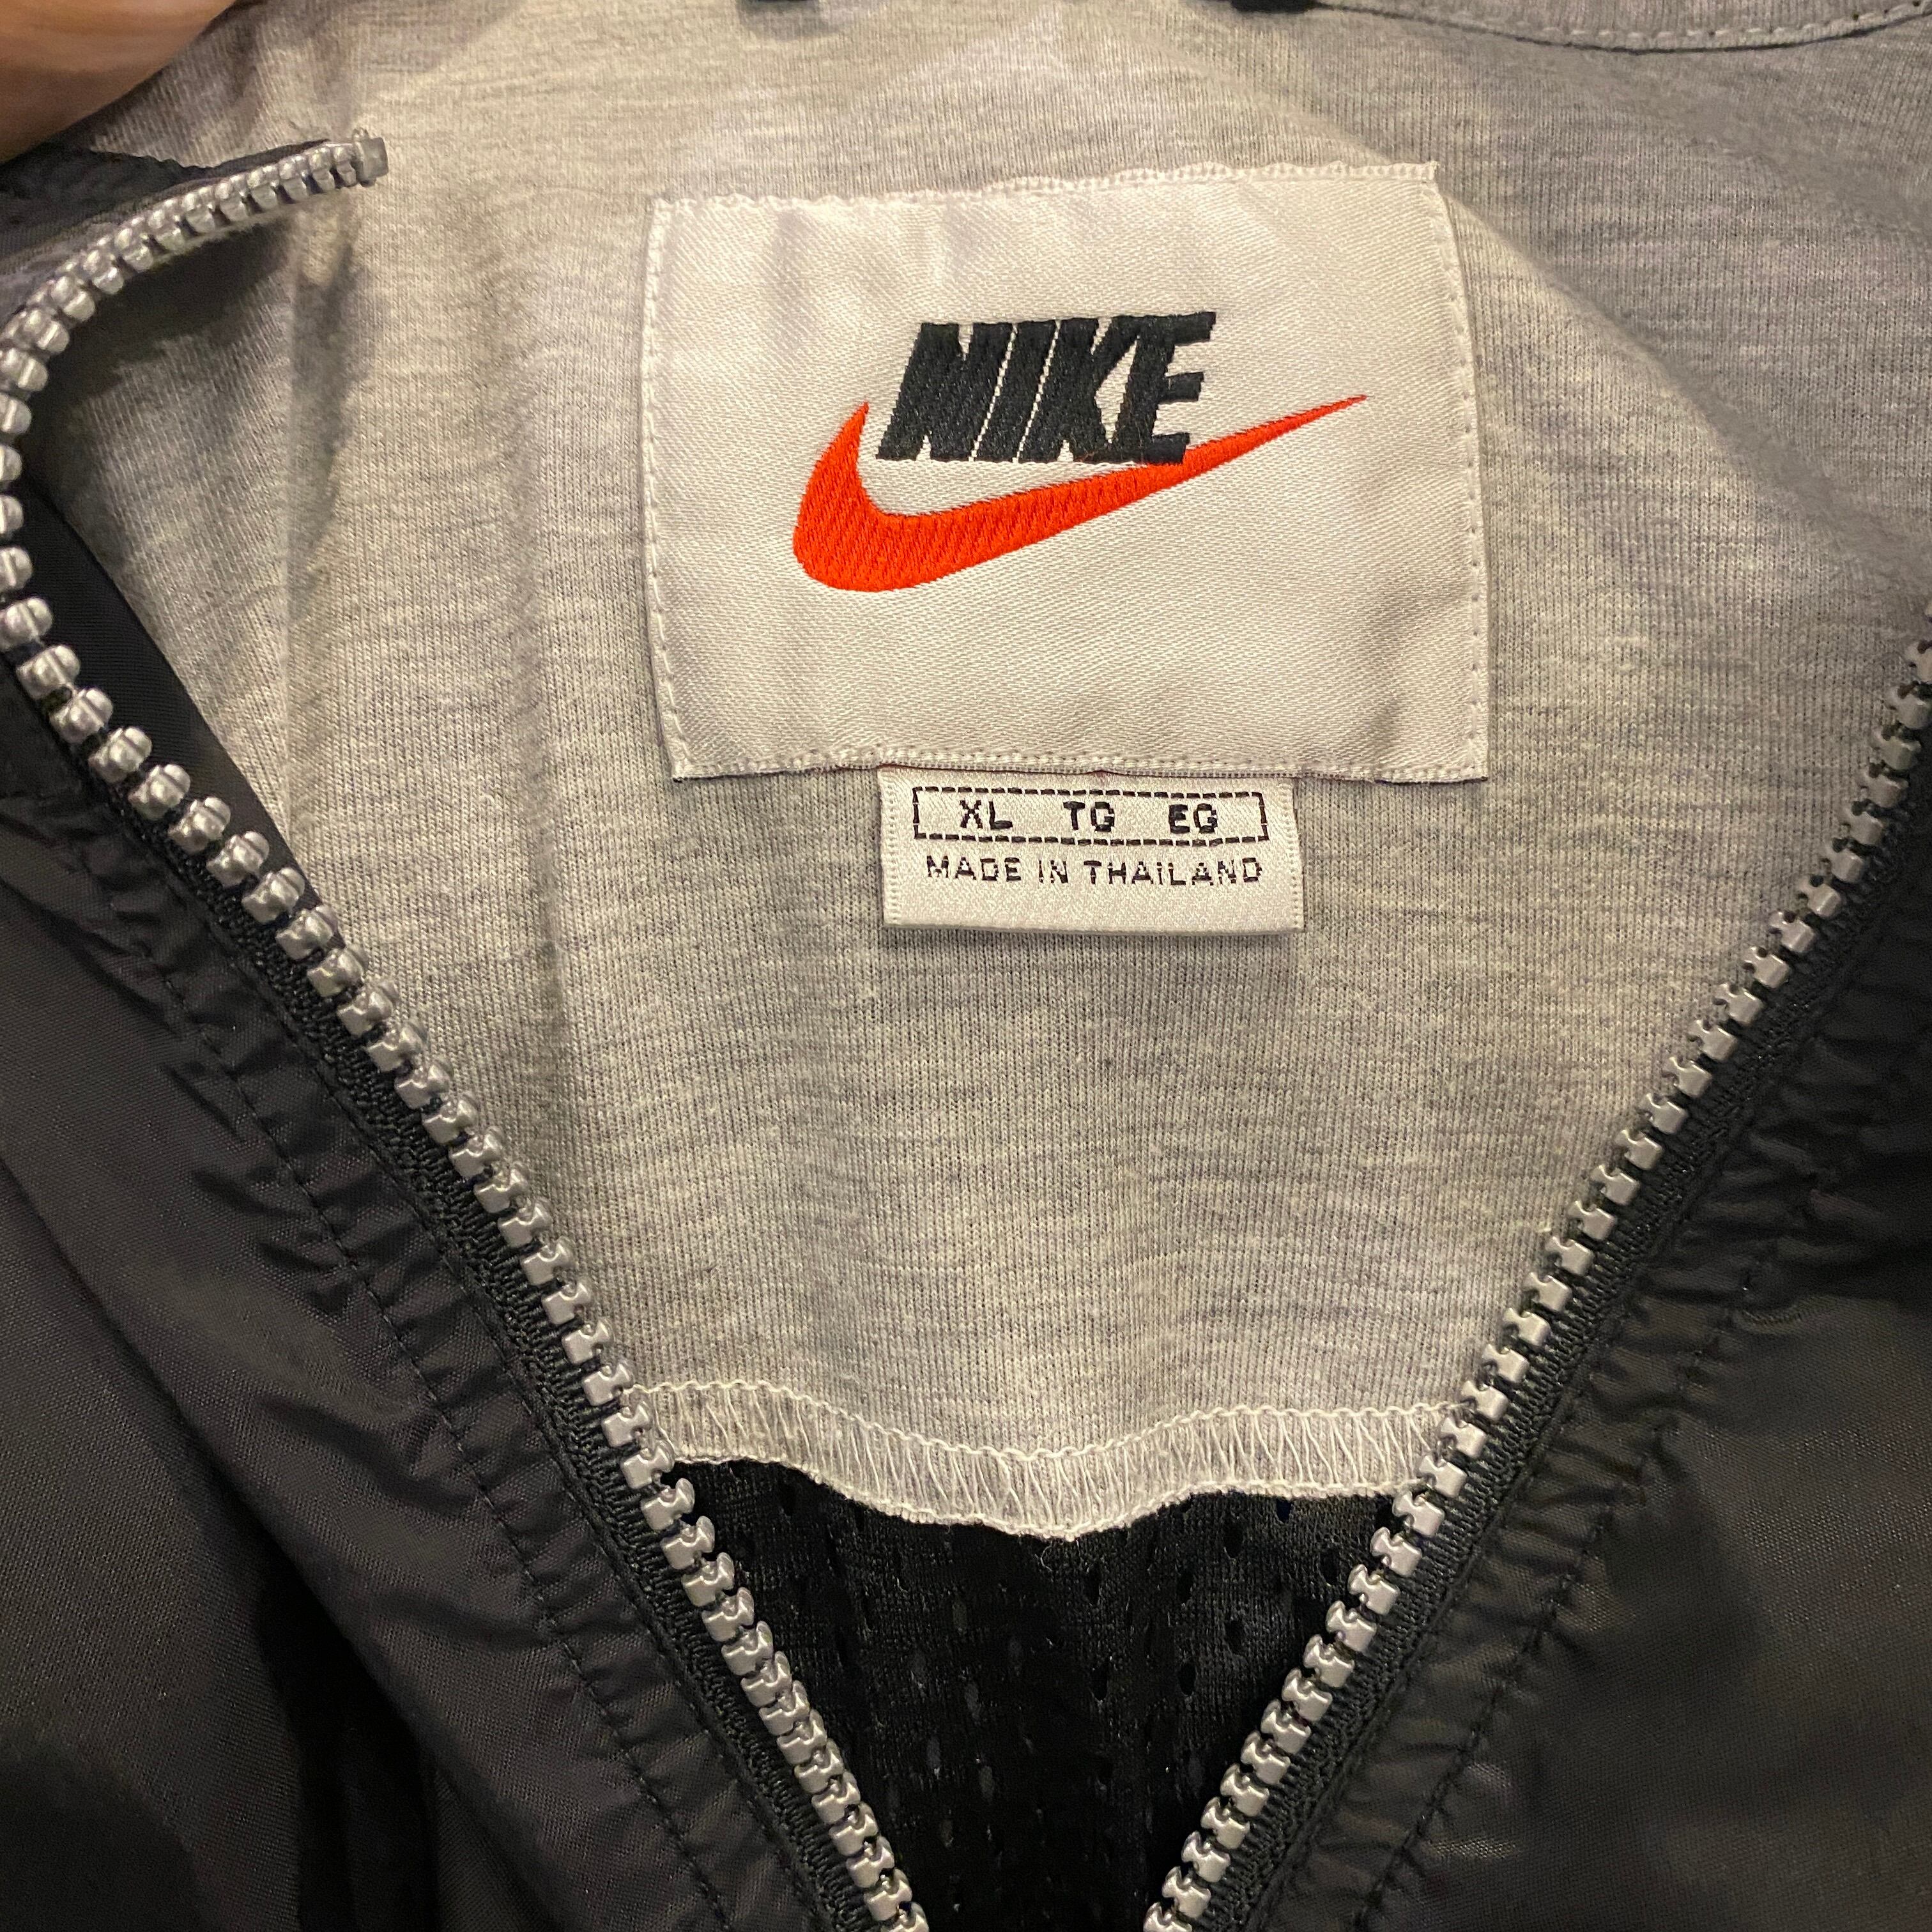 NIKE
XL TG EG
MADE IN THAILAND